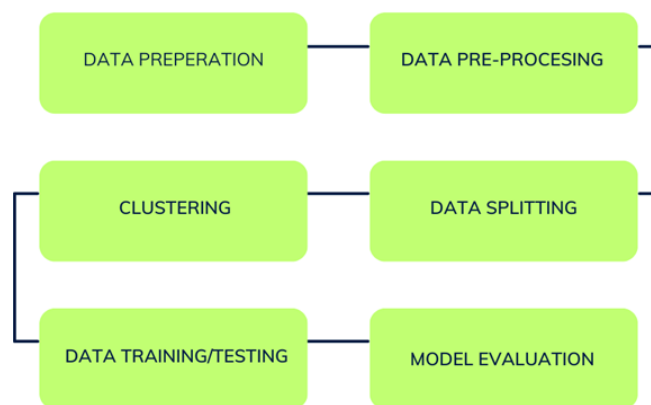 DATA PREPERATION
DATA PRE-PROCESING
CLUSTERING
DATA SPLITTING
DATA TRAINING/TESTING
MODEL EVALUATION